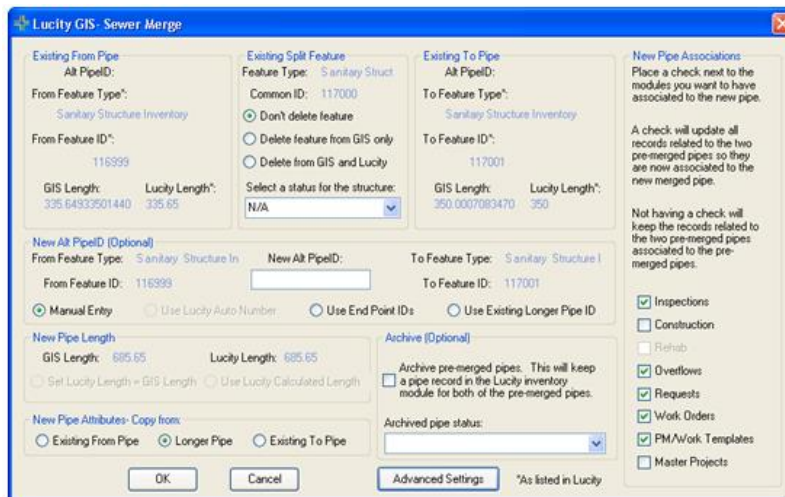 Lucity GIS- Sewer Merge
Existing From Pipe
Alt PipeID:
From Feature Type*:
Sanitary Structure Inventory
From Feature ID*:
116999
GIS Length:
Lucity Length*:
335.64933501440
335.65
Existing Split Feature
Feature Type: Sanitary Struct
Common ID: 117000
Don't delete feature
Delete feature from GIS only
Delete from GIS and Lucity
Select a status for the structure:
N/A
Existing To Pipe
Alt PipeID:
To Feature Type*:
Sanitary Structure Inventory
To Feature ID*:
117001
GIS Length:
Lucity Length*:
350.0007083470
350
New Pipe Associations
Place a check next to the
modules you want to have
associated to the new pipe.
A check will update all
records related to the two
pre-merged pipes so they
are now associated to the
new merged pipe.
Not having a check will
keep the records related to
the two pre-merged pipes
associated to the pre-
merged pipes.
Inspections
Construction
Rehab
Overflows
Requests
Work Orders
PM/Work Templates
Master Projects
New Alt PipeID (Optional)
From Feature Type: Sanitary Structure In
New Alt PipeID:
To Feature Type: Sanitary Structure I
From Feature ID: 116999
To Feature ID: 117001
Manual Entry
Use Lucity Auto Number
Use End Point IDs
Use Existing Longer Pipe ID
New Pipe Length
GIS Length: 685.65
Lucity Length: 685.65
Set Lucity Length = GIS Length
Use Lucity Calculated Length
Archive (Optional)
Archive pre-merged pipes. This will keep
a pipe record in the Lucity inventory
module for both of the pre-merged pipes.
Archived pipe status:
New Pipe Attributes- Copy from:
Existing From Pipe
Longer Pipe
Existing To Pipe
OK
Cancel
Advanced Settings
*As listed in Lucity